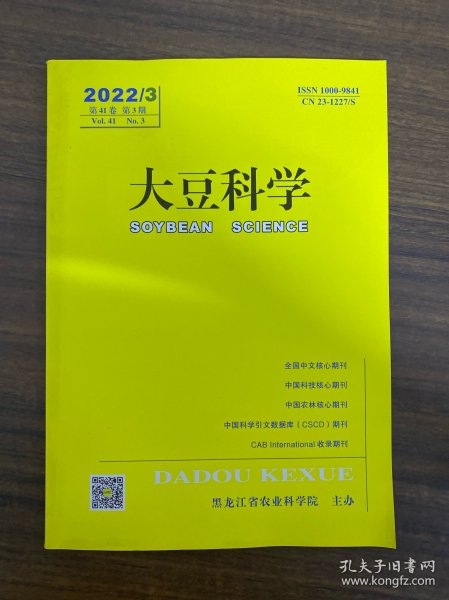 2022/3
第41卷 第3期
Vol. 41 No. 3
ISSN 1000-9841
CN 23-1227/S
大豆科学
SOYBEAN SCIENCE
全国中文核心期刊
中国科技核心期刊
中国农林核心期刊
中国科学引文数据库(CSCD)期刊
CAB International 收录期刊
DADOU KEXUE
黑龙江省农业科学院 主办
孔夫子旧书网
www.kongfz.com